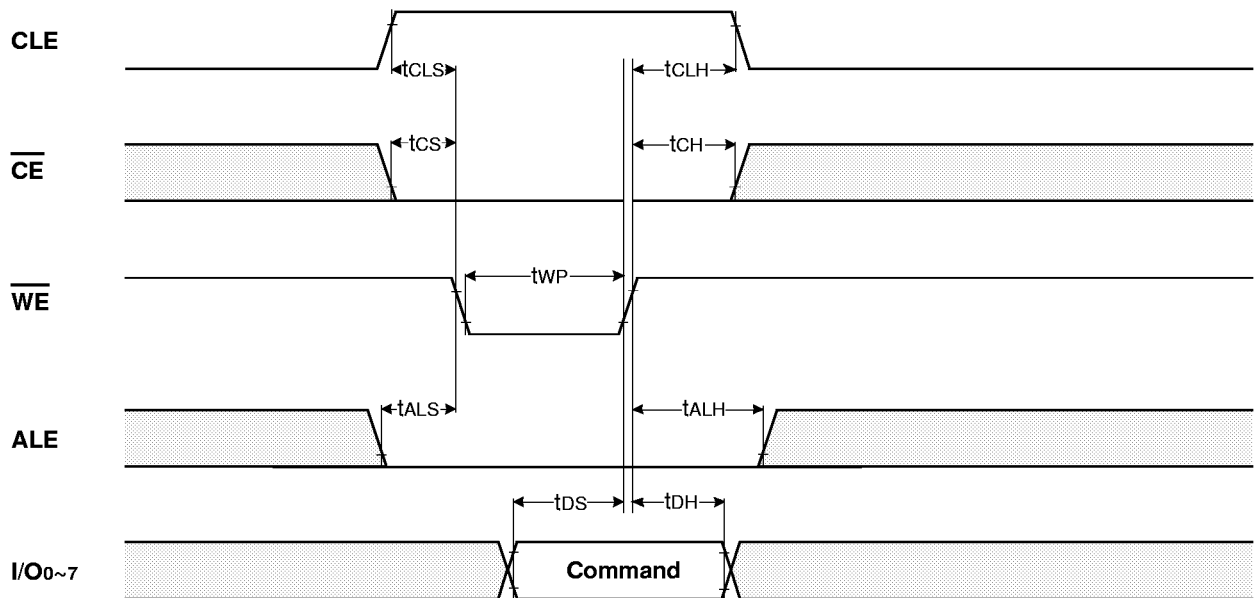 CLE
tCLS
tCLH
CE
tCS
tCH
WE
tWP
ALE
tALS
tALH
tDS
tDH
I/O0~7
Command